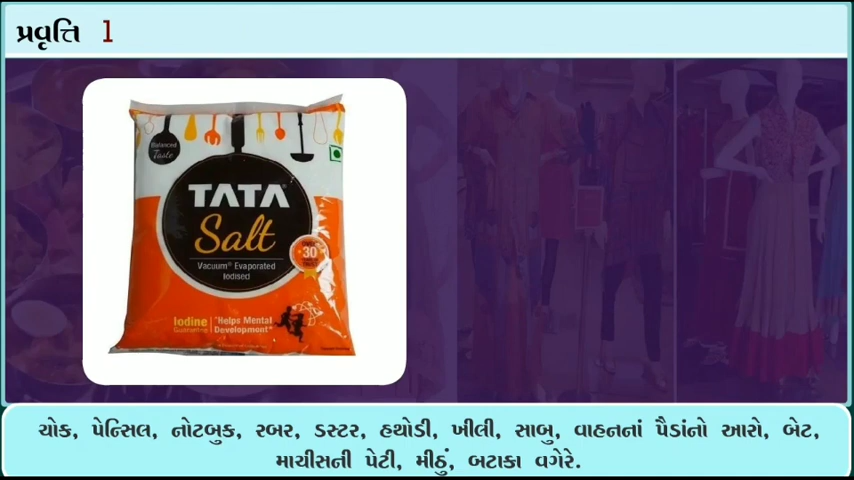 પ્રવૃત્તિ 1
Balanced
Taste
TATA
Salt
Vacuum® Evaporated
Iodised
30
Iodine
"Helps Mental
Development"
ચોક, પેન્સિલ, નોટબુક, રબર, ડસ્ટર, હથોડી, ખીલી, સાબુ, વાહનનાં પૈડાંનો આરો, બેટ,
માચીસની પેટી, મીઠું, બટાકા વગેરે.